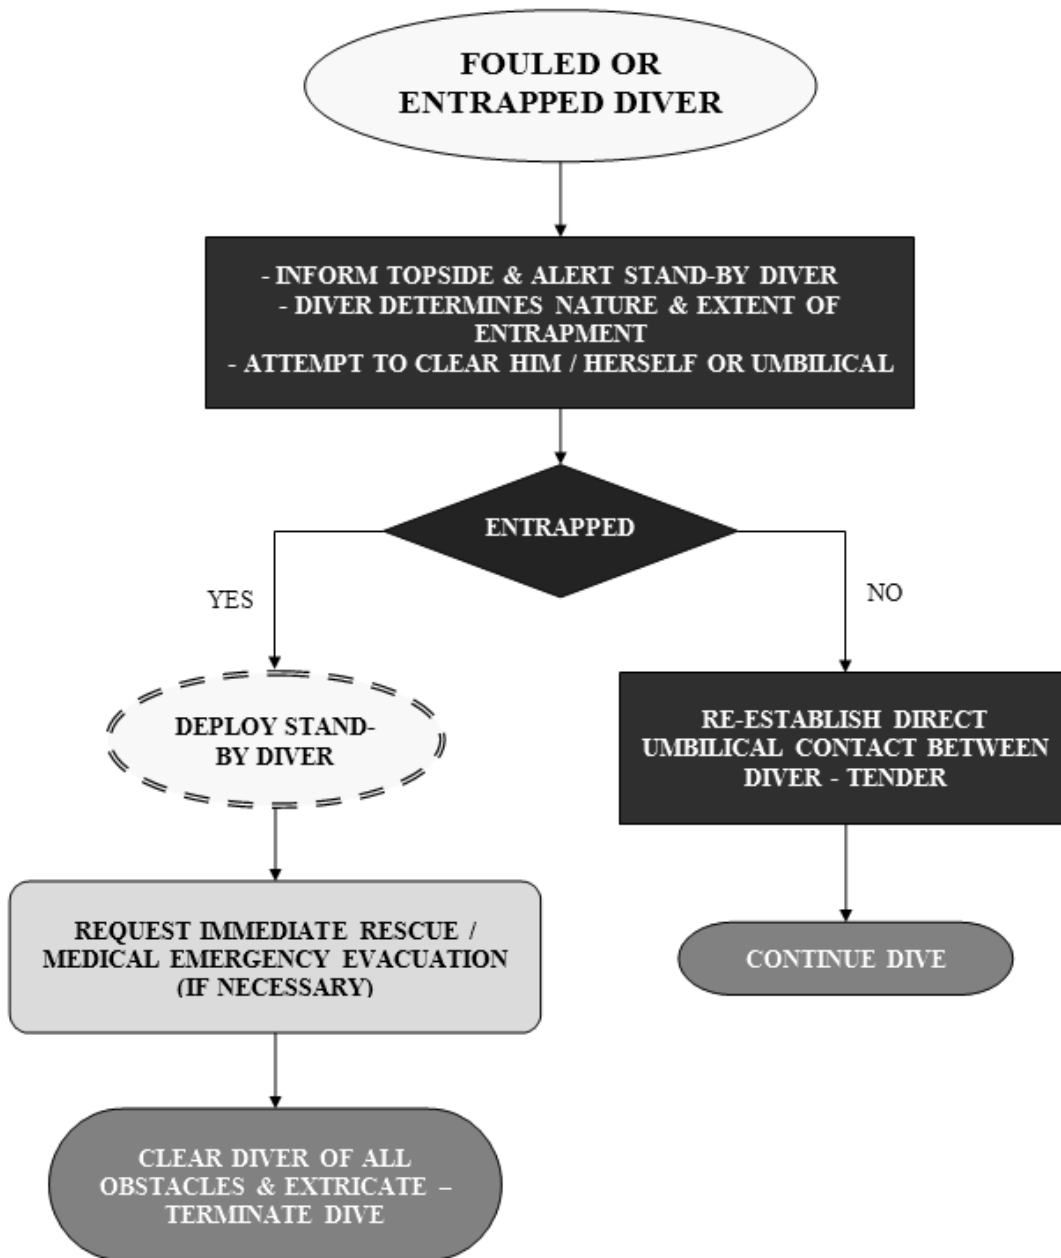 FOULED OR
ENTRAPPED DIVER
- INFORM TOPSIDE & ALERT STAND-BY DIVER
- DIVER DETERMINES NATURE & EXTENT OF
ENTRAPMENT
- ATTEMPT TO CLEAR HIM / HERSELF OR UMBILICAL
ENTRAPPED
YES
NO
DEPLOY STAND-
BY DIVER
RE-ESTABLISH DIRECT
UMBILICAL CONTACT BETWEEN
DIVER - TENDER
REQUEST IMMEDIATE RESCUE /
MEDICAL EMERGENCY EVACUATION
(IF NECESSARY)
CONTINUE DIVE
CLEAR DIVER OF ALL
OBSTACLES & EXTRICATE –
TERMINATE DIVE